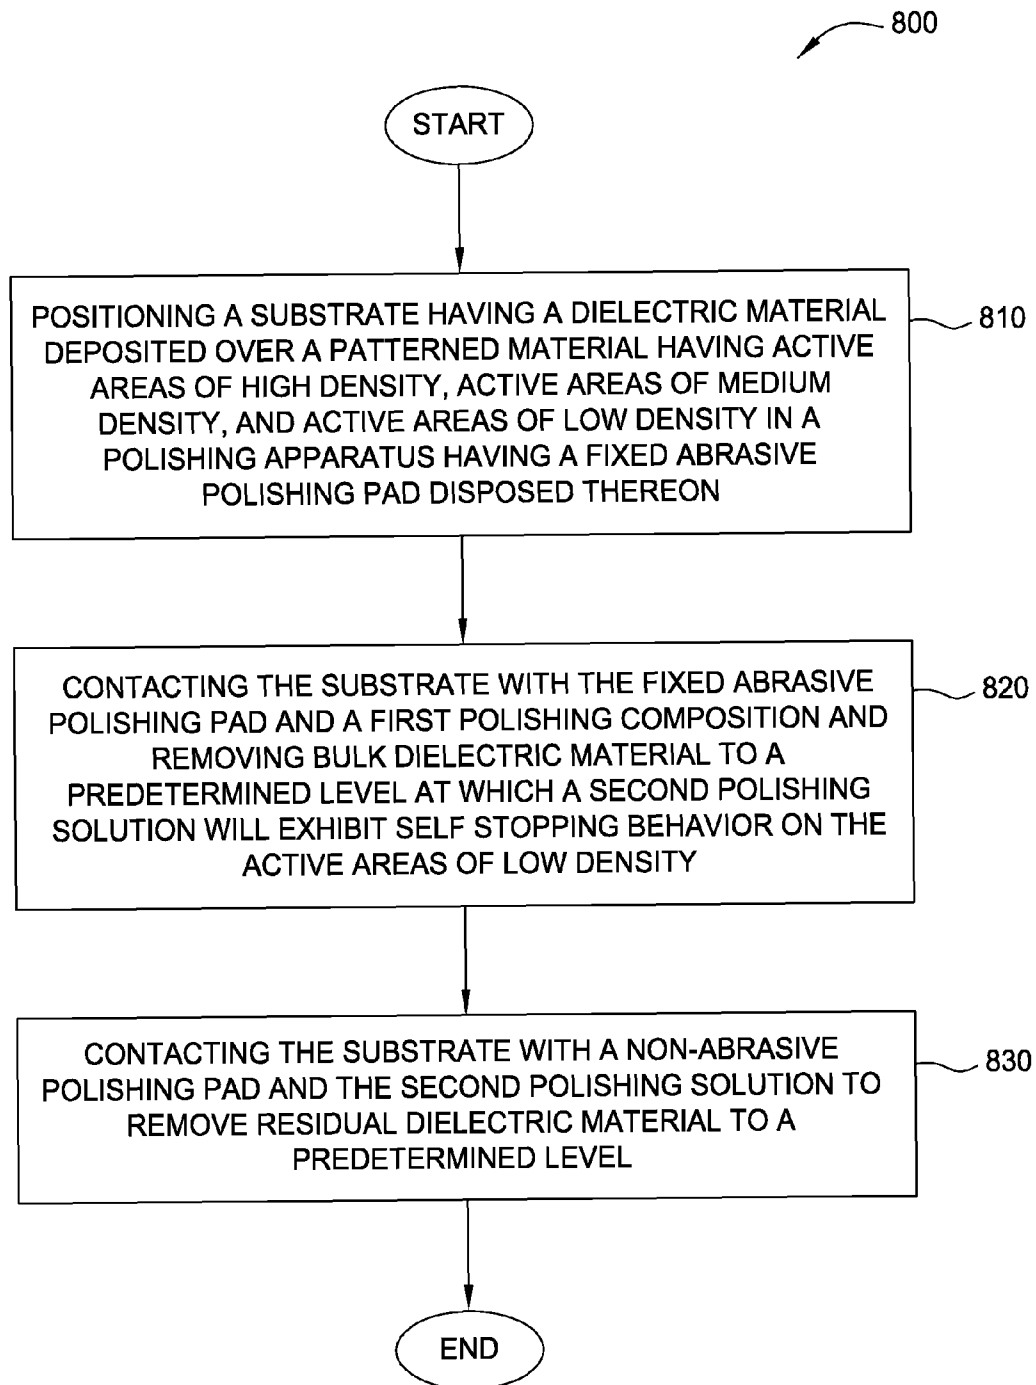 800
START
POSITIONING A SUBSTRATE HAVING A DIELECTRIC MATERIAL
DEPOSITED OVER A PATTERNED MATERIAL HAVING ACTIVE
AREAS OF HIGH DENSITY, ACTIVE AREAS OF MEDIUM
DENSITY, AND ACTIVE AREAS OF LOW DENSITY IN A
POLISHING APPARATUS HAVING A FIXED ABRASIVE
POLISHING PAD DISPOSED THEREON
810
CONTACTING THE SUBSTRATE WITH THE FIXED ABRASIVE
POLISHING PAD AND A FIRST POLISHING COMPOSITION AND
REMOVING BULK DIELECTRIC MATERIAL TO A
PREDETERMINED LEVEL AT WHICH A SECOND POLISHING
SOLUTION WILL EXHIBIT SELF STOPPING BEHAVIOR ON THE
ACTIVE AREAS OF LOW DENSITY
820
CONTACTING THE SUBSTRATE WITH A NON-ABRASIVE
POLISHING PAD AND THE SECOND POLISHING SOLUTION TO
REMOVE RESIDUAL DIELECTRIC MATERIAL TO A
PREDETERMINED LEVEL
830
END